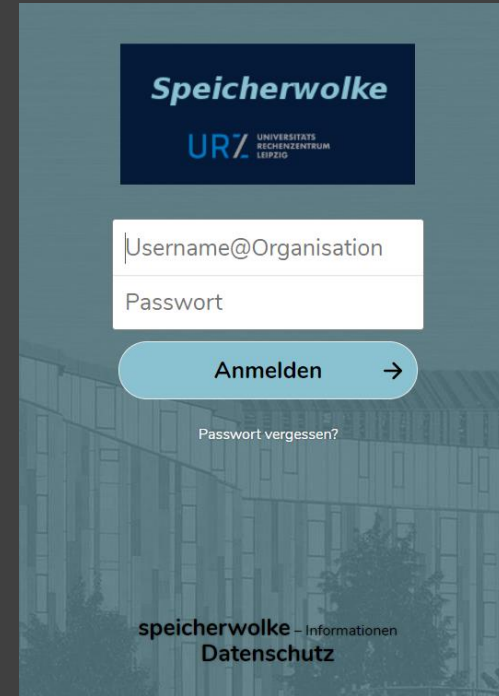 Speicherwolke
URZ UNIVERSITÄTS
RECHENZENTRUM
LEIPZIG
Username@Organisation
Passwort
Anmelden →
Passwort vergessen?
speicherwolke – Informationen
Datenschutz